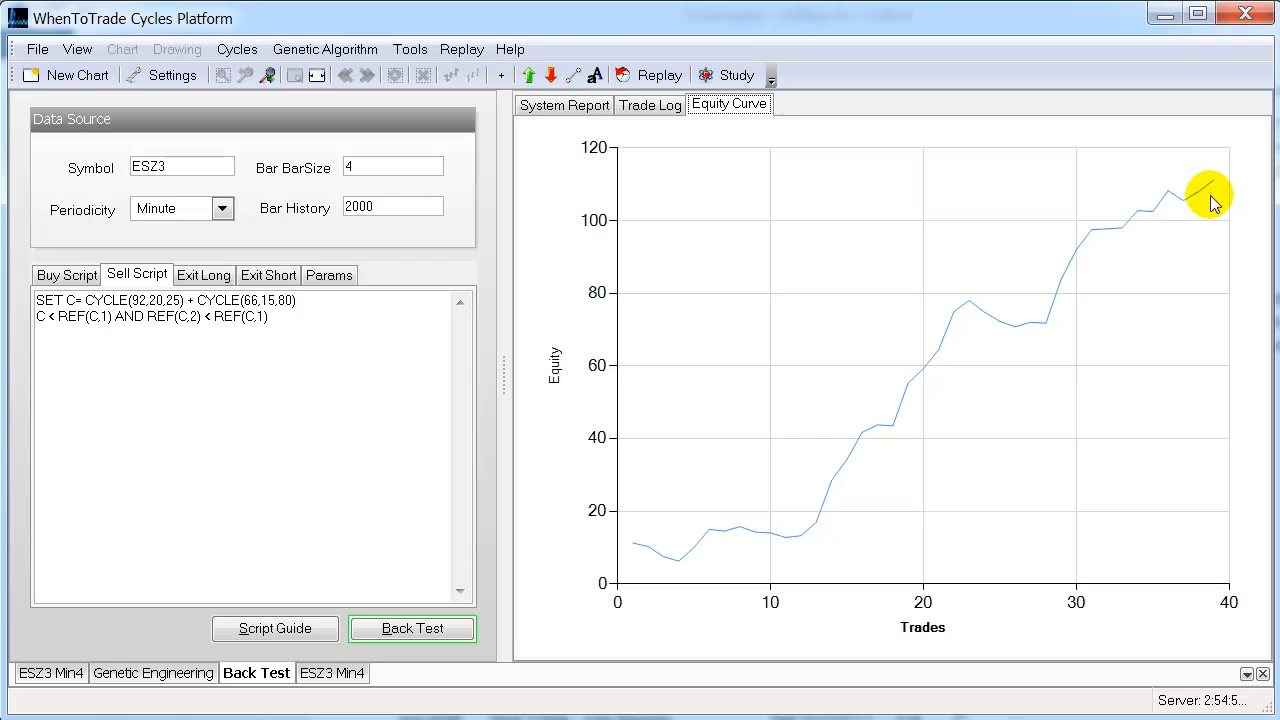 WhenToTrade Cycles Platform
File View Chart Drawing Cycles Genetic Algorithm Tools Replay Help
New Chart Settings + A Replay Study
Data Source
Symbol ESZ3 Bar BarSize 4
Periodicity Minute Bar History 2000
Buy Script Sell Script Exit Long Exit Short Params
SET C= CYCLE(92,20,25) + CYCLE(66,15,80)
C < REF(C,1) AND REF(C,2) < REF(C,1)
Script Guide Back Test
System Report Trade Log Equity Curve
120
100
80
60
40
20
0
Equity
0 10 20 30 40
Trades
ESZ3 Min4 Genetic Engineering Back Test ESZ3 Min4
Server: 2:54:5...